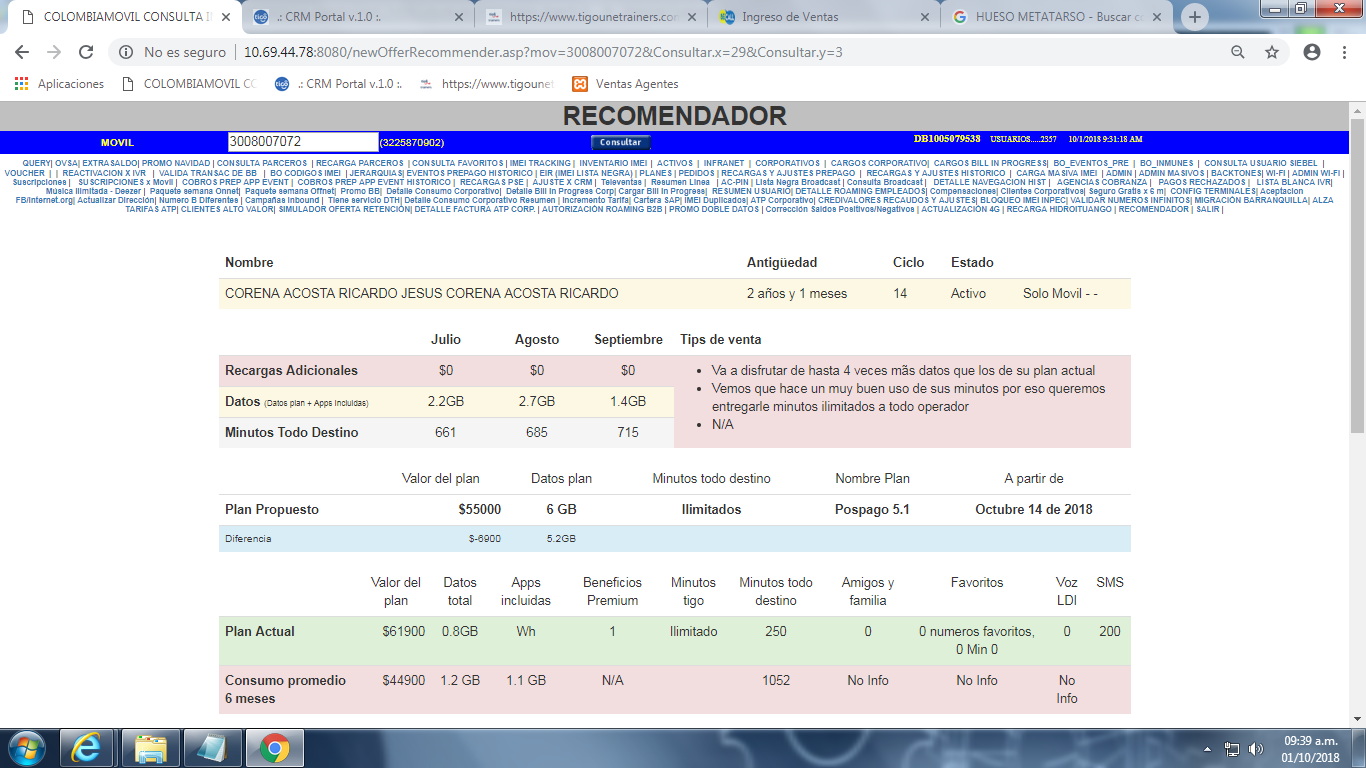 COLOMBIAMOVIL CONSULTA I
.: CRM Portal v.1.0 :.
https://www.tigounetrainers.con
Ingreso de Ventas
HUESO METATARSO - Buscar co
No es seguro | 10.69.44.78:8080/newOfferRecommender.asp?mov=3008007072&Consultar.x=29&Consultar.y=3
Aplicaciones
COLOMBIAMOVIL CO
.: CRM Portal v.1.0 :.
https://www.tigounet
Ventas Agentes
RECOMENDADOR
MOVIL 3008007072 (3225870902) Consultar DB1005079538 USUARIOS.....2357 10/1/2018 9:31:18 AM
QUERY| OVSA| EXTRASALDO| PROMO NAVIDAD | CONSULTA PARCEROS | RECARGA PARCEROS | CONSULTA FAVORITOS | IMEI TRACKING | INVENTARIO IMEI | ACTIVOS | INFRANET | CORPORATIVOS | CARGOS CORPORATIVO| CARGOS BILL IN PROGRESS| BO_EVENTOS_PRE | BO_INMUNES | CONSULTA USUARIO SIEBEL |
VOUCHER | | REACTIVACION X IVR | VALIDA TRANSAC DE BB | BO CODIGOS IMEI | JERARQUIAS| EVENTOS PREPAGO HISTORICO | EIR (IMEI LISTA NEGRA) | PLANES | PEDIDOS | RECARGAS Y AJUSTES PREPAGO | RECARGAS Y AJUSTES HISTORICO | CARGA MASIVA IMEI | ADMIN | ADMIN MASIVOS | BACKTONES| WI-FI | ADMIN WI-FI |
Suscripciones | SUSCRIPCIONES x Movil | COBROS PREP APP EVENT | COBROS PREP APP EVENT HISTORICO | RECARGAS PSE | AJUSTE X CRM | Televentas | Resumen Linea | AC-PIN | Lista Negra Broadcast | Consulta Broadcast | DETALLE NAVEGACION HIST | AGENCIAS COBRANZA | PAGOS RECHAZADOS | LISTA BLANCA IVR|
Musica Ilimitada - Deezer | Paquete semana Onnet| Paquete semana Offnet| Promo BB| Detalle Consumo Corporativo| Detalle Bill In Progress Corp| Cargar Bill In Progress Corp| RESUMEN USUARIO| DETALLE ROAMING EMPLEADOS| Compensaciones| Clientes Corporativos| Seguro Gratis x 6 m| CONFIG TERMINALES| Aceptacion
FB/internet.org| Actualizar Dirección| Numero B Diferentes | Campañas Inbound | Tiene servicio DTH| Detalle Consumo Corporativo Resumen | Incremento Tarifa| Cartera SAP| IMEI Duplicados| ATP Corporativo| CREDIVALORES RECAUDOS Y AJUSTES| BLOQUEO IMEI INPEC| VALIDAR NUMEROS INFINITOS| MIGRACIÓN BARRANQUILLA| ALZA
TARIFAS ATP| CLIENTES ALTO VALOR| SIMULADOR OFERTA RETENCIÓN| DETALLE FACTURA ATP CORP. | AUTORIZACIÓN ROAMING B2B | PROMO DOBLE DATOS | Corrección Saldos Positivos/Negativos | ACTUALIZACIÓN 4G | RECARGA HIDROITUANGO | RECOMENDADOR | SALIR |
Nombre Antigüedad Ciclo Estado
CORENA ACOSTA RICARDO JESUS CORENA ACOSTA RICARDO 2 años y 1 meses 14 Activo Solo Movil - -
Julio Agosto Septiembre Tips de venta
Recargas Adicionales $0 $0 $0
Datos (Datos plan + Apps Incluidas) 2.2GB 2.7GB 1.4GB
Minutos Todo Destino 661 685 715
• Va a disfrutar de hasta 4 veces mãs datos que los de su plan actual
• Vemos que hace un muy buen uso de sus minutos por eso queremos
entregarle minutos ilimitados a todo operador
• N/A
Valor del plan Datos plan Minutos todo destino Nombre Plan A partir de
Plan Propuesto $55000 6 GB Ilimitados Pospago 5.1 Octubre 14 de 2018
Diferencia $-6900 5.2GB
Valor del plan Datos total Apps incluidas Beneficios Premium Minutos tigo Minutos todo destino Amigos y familia Favoritos Voz LDI SMS
Plan Actual $61900 0.8GB Wh 1 Ilimitado 250 0 0 numeros favoritos, 0 Min 0 0 200
Consumo promedio 6 meses $44900 1.2 GB 1.1 GB N/A 1052 No Info No Info No Info
09:39 a.m.
01/10/2018